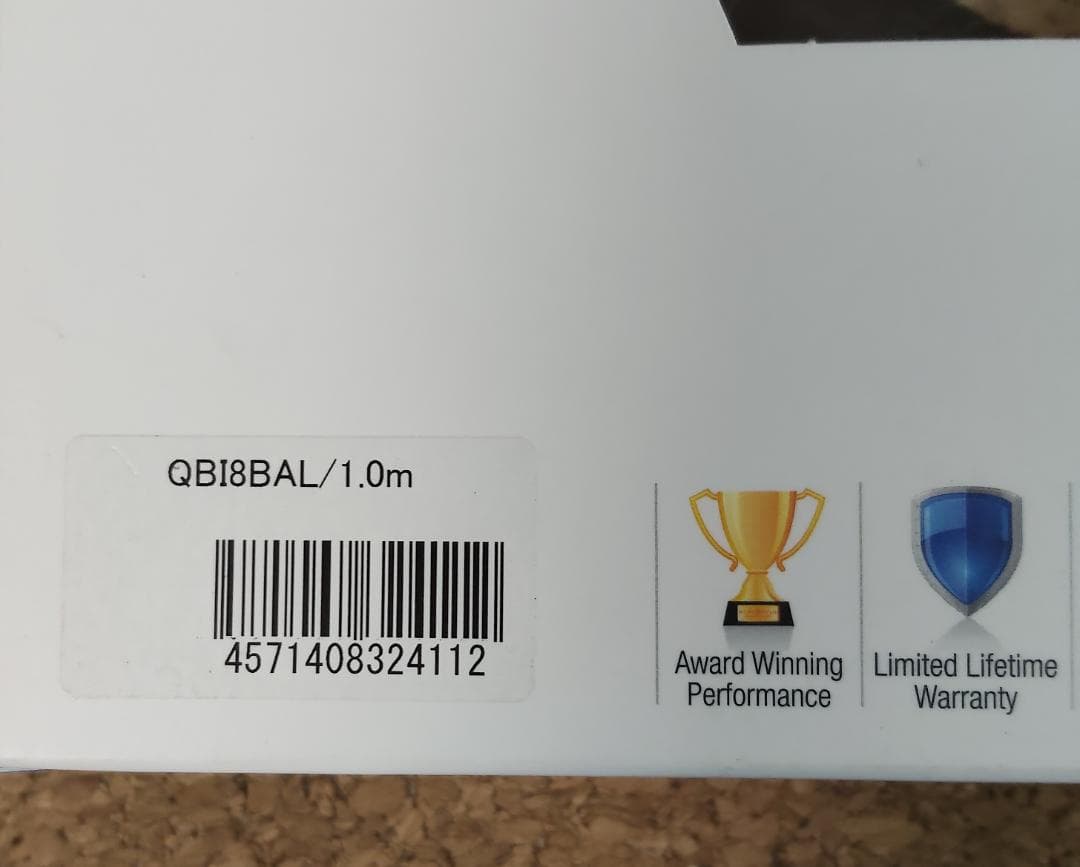 QBI8BAL/1.0m
4571408324112
Award Winning
Performance
Limited Lifetime
Warranty